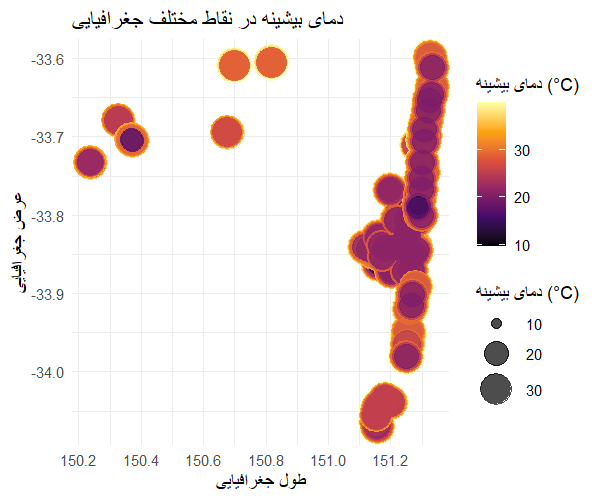 دمای بیشینه در نقاط مختلف جغرافیایی
-33.6
-33.7
-33.8
-33.9
-34.0
عرض جغرافیایی
150.2 150.4 150.6 150.8 151.0 151.2
طول جغرافیایی
دمای بیشینه (°C)
30
20
10
دمای بیشینه (°C)
10
20
30